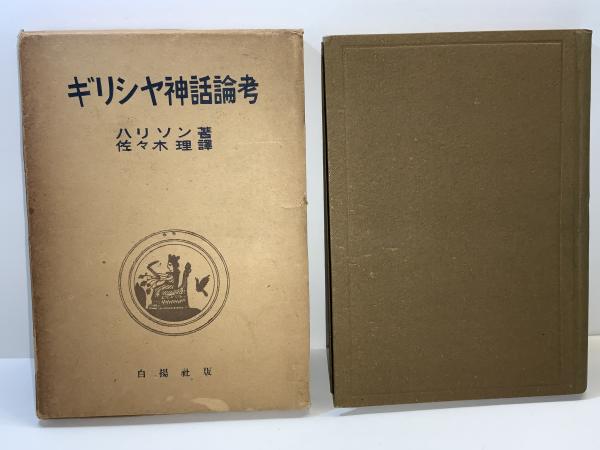 ギリシヤ神話論考
ハリソン著
佐々木理譯
白揚社版